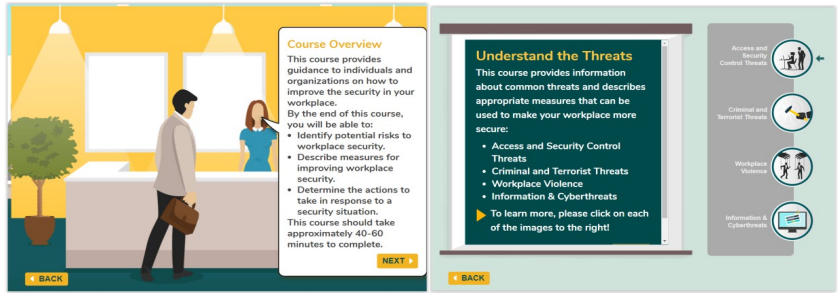 Course Overview
This course provides
guidance to individuals and
organizations on how to
improve the security in your
workplace.
By the end of this course,
you will be able to:
• Identify potential risks to
workplace security.
• Describe measures for
improving workplace
security.
• Determine the actions to
take in response to a
security situation.
This course should take
approximately 40-60
minutes to complete.
NEXT
BACK
Understand the Threats
This course provides information
about common threats and describes
appropriate measures that can be
used to make your workplace more
secure:
• Access and Security Control
Threats
• Criminal and Terrorist Threats
• Workplace Violence
• Information & Cyberthreats
To learn more, please click on each
of the images to the right!
BACK
Access and
Security
Control Threats
Criminal and
Terrorist Threats
Workplace
Violence
Information &
Cyberthreats